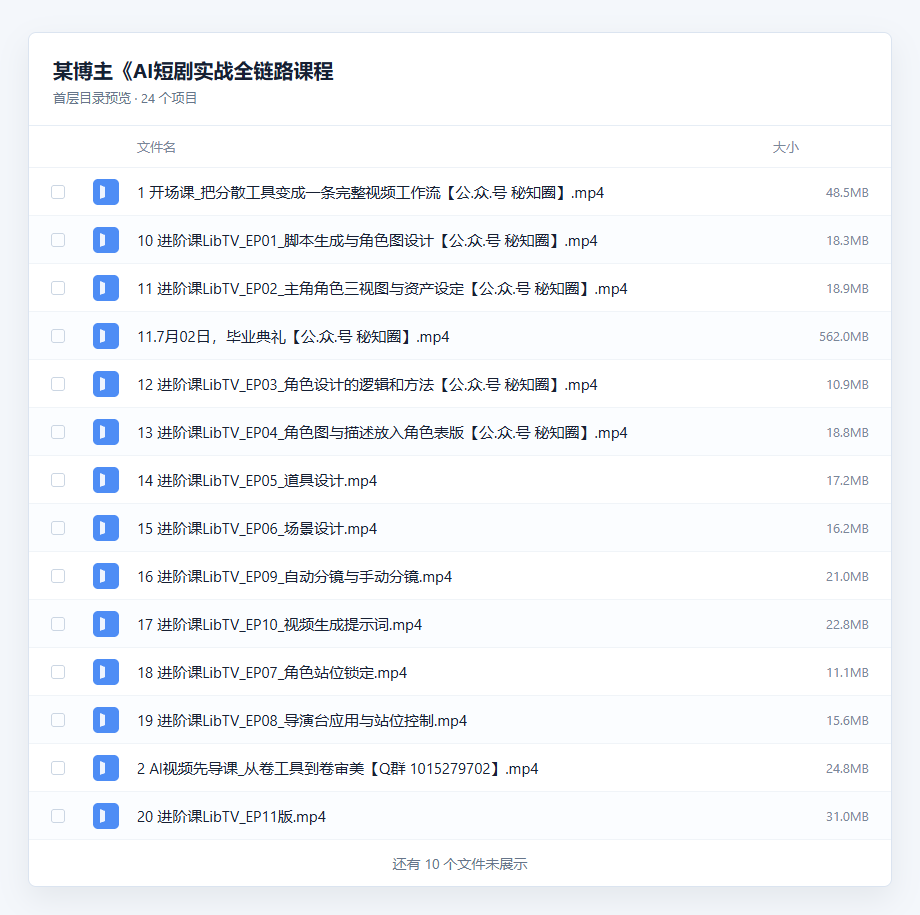 某博主《AI短剧实战全链路课程
首层目录预览 · 24 个项目
文件名 大小
1 开场课_把分散工具变成一条完整视频工作流【公.众.号 秘知圈】.mp4 48.5MB
10 进阶课LibTV_EP01_脚本生成与角色图设计【公.众.号 秘知圈】.mp4 18.3MB
11 进阶课LibTV_EP02_主角角色三视图与资产设定【公.众.号 秘知圈】.mp4 18.9MB
11.7月02日，毕业典礼【公.众.号 秘知圈】.mp4 562.0MB
12 进阶课LibTV_EP03_角色设计的逻辑和方法【公.众.号 秘知圈】.mp4 10.9MB
13 进阶课LibTV_EP04_角色图与描述放入角色表版【公.众.号 秘知圈】.mp4 18.8MB
14 进阶课LibTV_EP05_道具设计.mp4 17.2MB
15 进阶课LibTV_EP06_场景设计.mp4 16.2MB
16 进阶课LibTV_EP09_自动分镜与手动分镜.mp4 21.0MB
17 进阶课LibTV_EP10_视频生成提示词.mp4 22.8MB
18 进阶课LibTV_EP07_角色站位锁定.mp4 11.1MB
19 进阶课LibTV_EP08_导演台应用与站位控制.mp4 15.6MB
2 AI视频先导课_从卷工具到卷审美【Q群 1015279702】.mp4 24.8MB
20 进阶课LibTV_EP11版.mp4 31.0MB
还有 10 个文件未展示